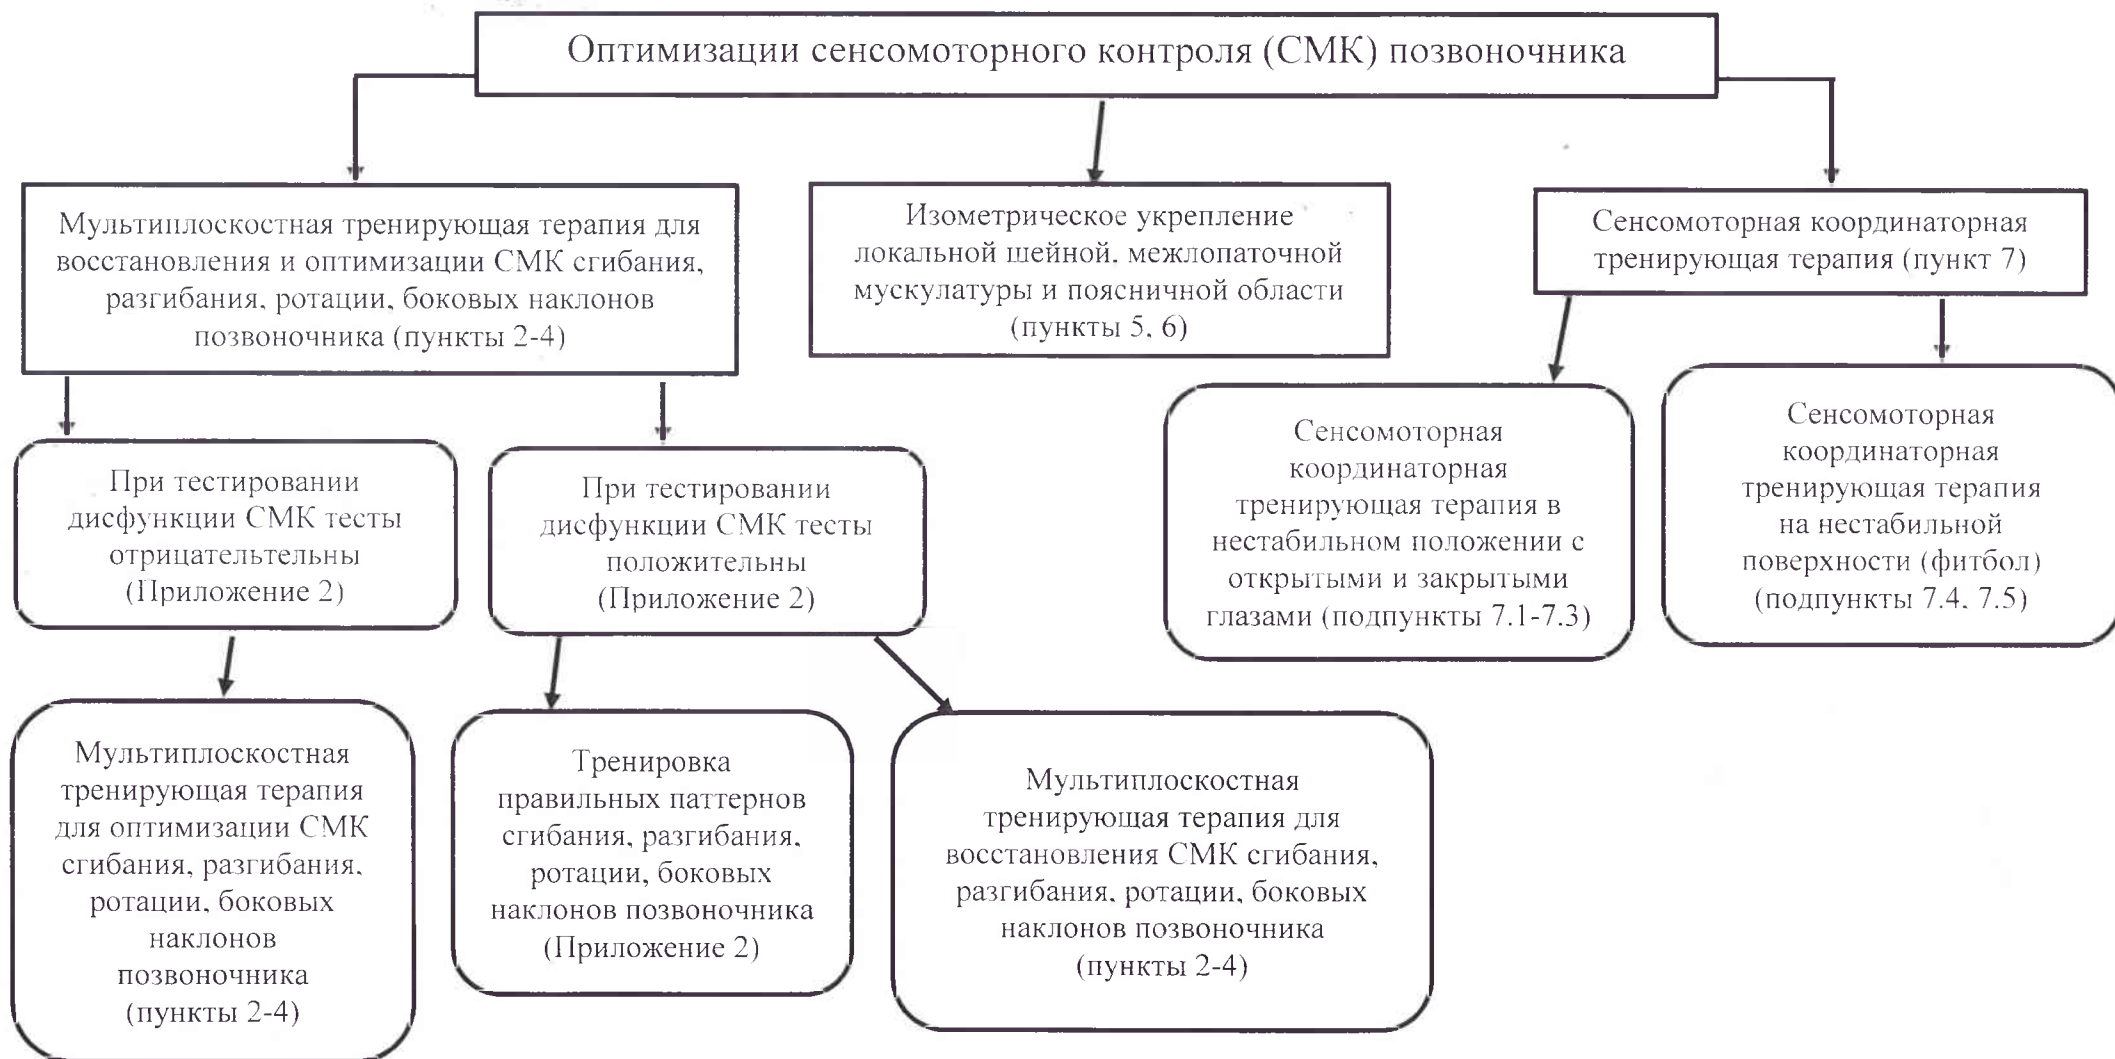 Оптимизации сенсомоторного контроля (СМК) позвоночника
Мультиплоскостная тренирующая терапия для
восстановления и оптимизации СМК сгибания,
разгибания, ротации, боковых наклонов
позвоночника (пункты 2-4)
Изометрическое укрепление
локальной шейной, межлопаточной
мускулатуры и поясничной области
(пункты 5, 6)
Сенсомоторная координаторная
тренирующая терапия (пункт 7)
При тестировании
дисфункции СМК тесты
отрицательтельны
(Приложение 2)
При тестировании
дисфункции СМК тесты
положительны
(Приложение 2)
Сенсомоторная
координаторная
тренирующая терапия в
нестабильном положении с
открытыми и закрытыми
глазами (подпункты 7.1-7.3)
Сенсомоторная
координаторная
тренирующая терапия
на нестабильной
поверхности (фитбол)
(подпункты 7.4, 7.5)
Мультиплоскостная
тренирующая терапия
для оптимизации СМК
сгибания, разгибания,
ротации, боковых
наклонов
позвоночника
(пункты 2-4)
Тренировка
правильных паттернов
сгибания, разгибания,
ротации, боковых
наклонов позвоночника
(Приложение 2)
Мультиплоскостная
тренирующая терапия для
восстановления СМК сгибания,
разгибания, ротации, боковых
наклонов позвоночника
(пункты 2-4)